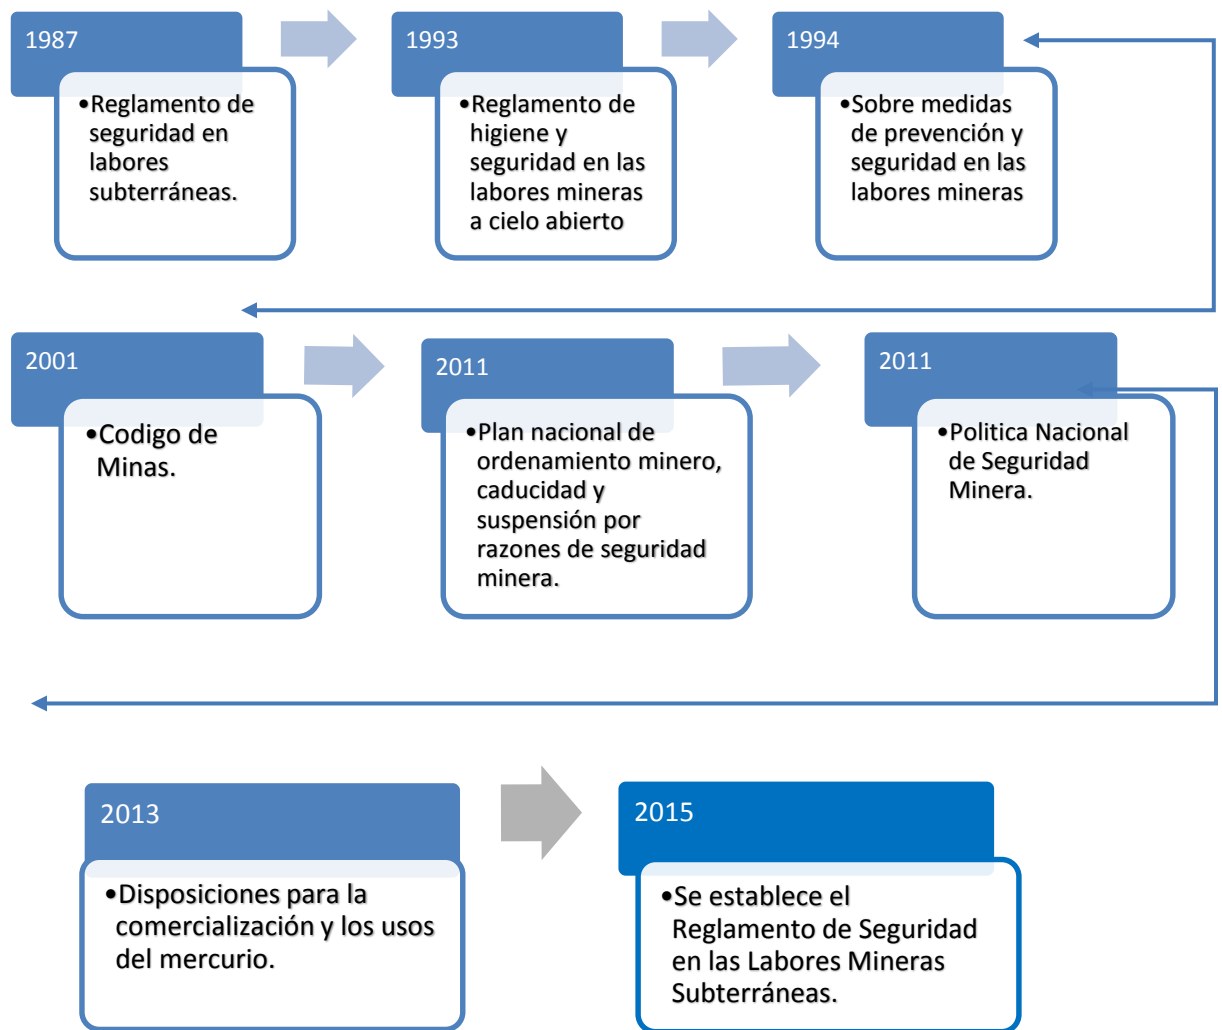 1987
•Reglamento de
seguridad en
labores
subterráneas.
1993
•Reglamento de
higiene y
seguridad en las
labores mineras
a cielo abierto
1994
•Sobre medidas
de prevención y
seguridad en las
labores mineras
2001
•Codigo de
Minas.
2011
•Plan nacional de
ordenamiento minero,
caducidad y
suspensión por
razones de seguridad
minera.
2011
•Politica Nacional
de Seguridad
Minera.
2013
•Disposiciones para la
comercialización y los usos
del mercurio.
2015
•Se establece el
Reglamento de Seguridad
en las Labores Mineras
Subterráneas.